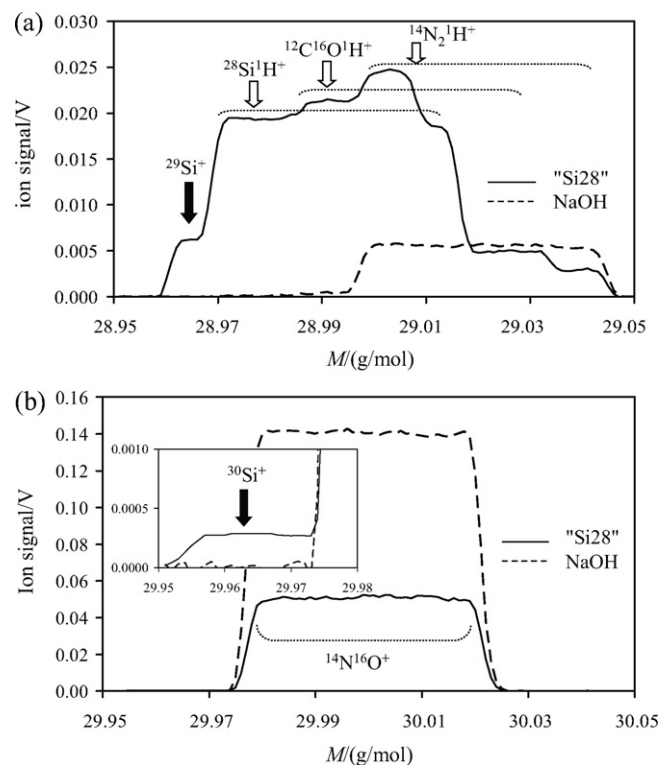 (a)
0.030
0.025
0.020
0.015
0.010
0.005
0.000
ion signal/V
¹⁴N₂¹H⁺
¹²C¹⁶O¹H⁺
²⁸Si¹H⁺
²⁹Si⁺
"Si28"
NaOH
28.95 28.97 28.99 29.01 29.03 29.05
M/(g/mol)
(b)
0.16
0.14
0.12
0.10
0.08
0.06
0.04
0.02
0.00
Ion signal/V
0.0010
0.0005
0.0000
³⁰Si⁺
29.95 29.96 29.97 29.98
"Si28"
NaOH
¹⁴N¹⁶O⁺
29.95 29.97 29.99 30.01 30.03 30.05
M/(g/mol)